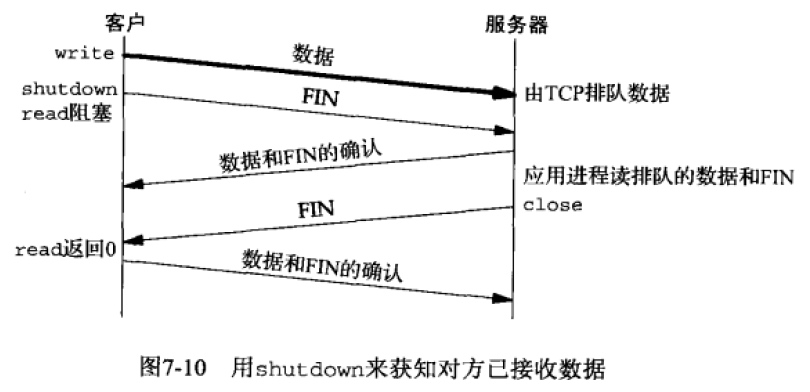 客户
服务器
write
数据
由TCP排队数据
shutdown
FIN
read阻塞
数据和FIN的确认
应用进程读排队的数据和FIN
close
FIN
read返回0
数据和FIN的确认
图7-10 用shutdown来获知对方已接收数据